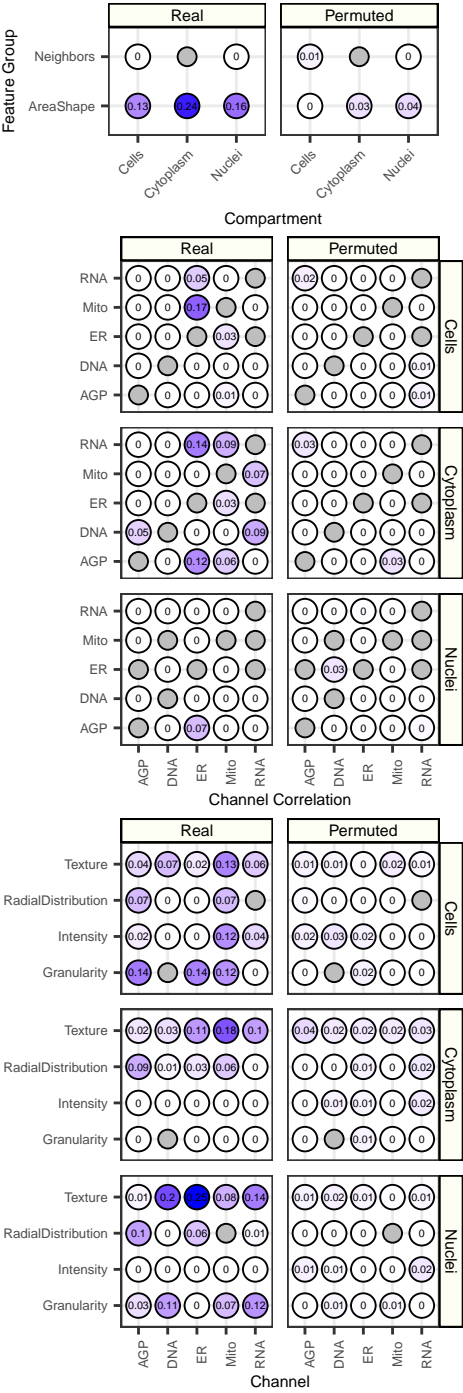 Real Permuted
Feature Group
Neighbors 0 0 0.01 0
AreaShape 0.13 0.24 0.16 0 0.03 0.04
Cells Cytoplasm Nuclei Cells Cytoplasm Nuclei
Compartment
Real Permuted
Cells
RNA 0 0 0.05 0 0.02 0 0 0
Mito 0 0 0.17 0 0 0 0 0
ER 0 0 0.03 0 0 0
DNA 0 0 0 0 0 0 0 0.01
AGP 0 0 0.01 0 0 0 0 0.01
Cytoplasm
RNA 0 0 0.14 0.09 0.03 0 0 0
Mito 0 0 0 0.07 0 0 0 0
ER 0 0 0.03 0 0 0
DNA 0.05 0 0 0.09 0 0 0 0
AGP 0 0.12 0.06 0 0 0 0.03 0
Nuclei
RNA 0 0 0 0 0 0 0 0
Mito 0 0 0 0
ER 0 0 0.03 0
DNA 0 0 0 0 0 0 0 0
AGP 0 0.07 0 0 0 0 0 0
AGP DNA ER Mito RNA AGP DNA ER Mito RNA
Channel Correlation
Real Permuted
Cells
Texture 0.04 0.07 0.02 0.13 0.06 0.01 0.01 0 0.02 0.01
RadialDistribution 0.07 0 0 0.07 0 0 0 0
Intensity 0.02 0 0 0.12 0.04 0.02 0.03 0.02 0 0
Granularity 0.14 0.14 0.12 0 0 0.02 0 0
Cytoplasm
Texture 0.02 0.03 0.11 0.18 0.1 0.04 0.02 0.02 0.02 0.03
RadialDistribution 0.09 0.01 0.03 0.06 0 0 0 0.01 0 0.02
Intensity 0 0 0 0 0 0 0.01 0.01 0 0.02
Granularity 0 0 0 0 0 0.01 0 0
Nuclei
Texture 0.01 0.2 0.08 0.14 0.01 0.02 0.01 0 0.01
RadialDistribution 0.1 0 0.06 0.01 0 0 0 0
Intensity 0 0 0 0 0 0.01 0.01 0 0 0.02
Granularity 0.03 0.11 0 0.07 0.12 0 0.01 0 0.01 0
AGP DNA ER Mito RNA AGP DNA ER Mito RNA
Channel